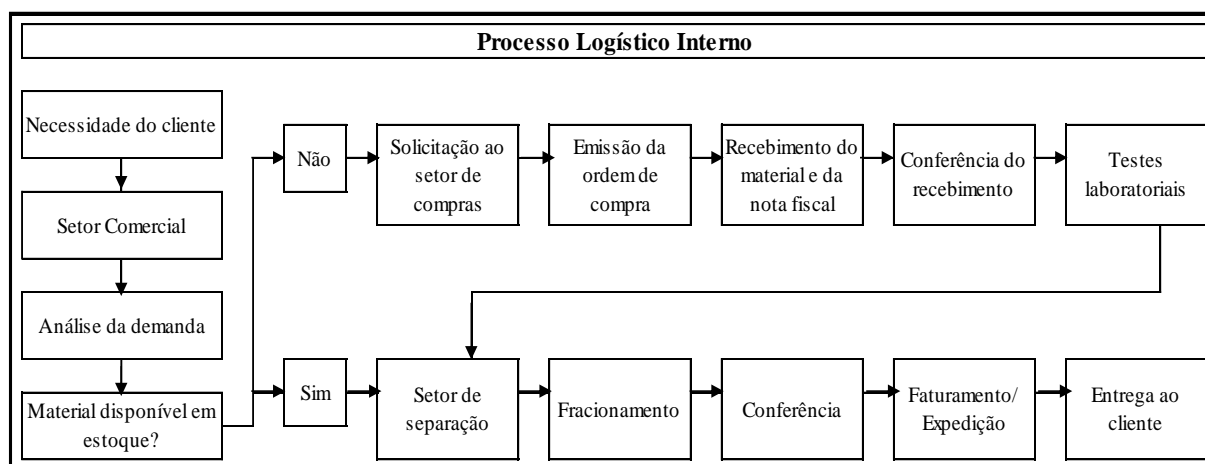 Processo Logístico Interno
Necessidade do cliente
Setor Comercial
Análise da demanda
Material disponível em
estoque?
Não
Solicitação ao
setor de
compras
Emissão da
ordem de
compra
Recebimento do
material e da
nota fiscal
Conferência do
recebimento
Testes
laboratoriais
Sim
Setor de
separação
Fracionamento
Conferência
Faturamento/
Expedição
Entrega ao
cliente